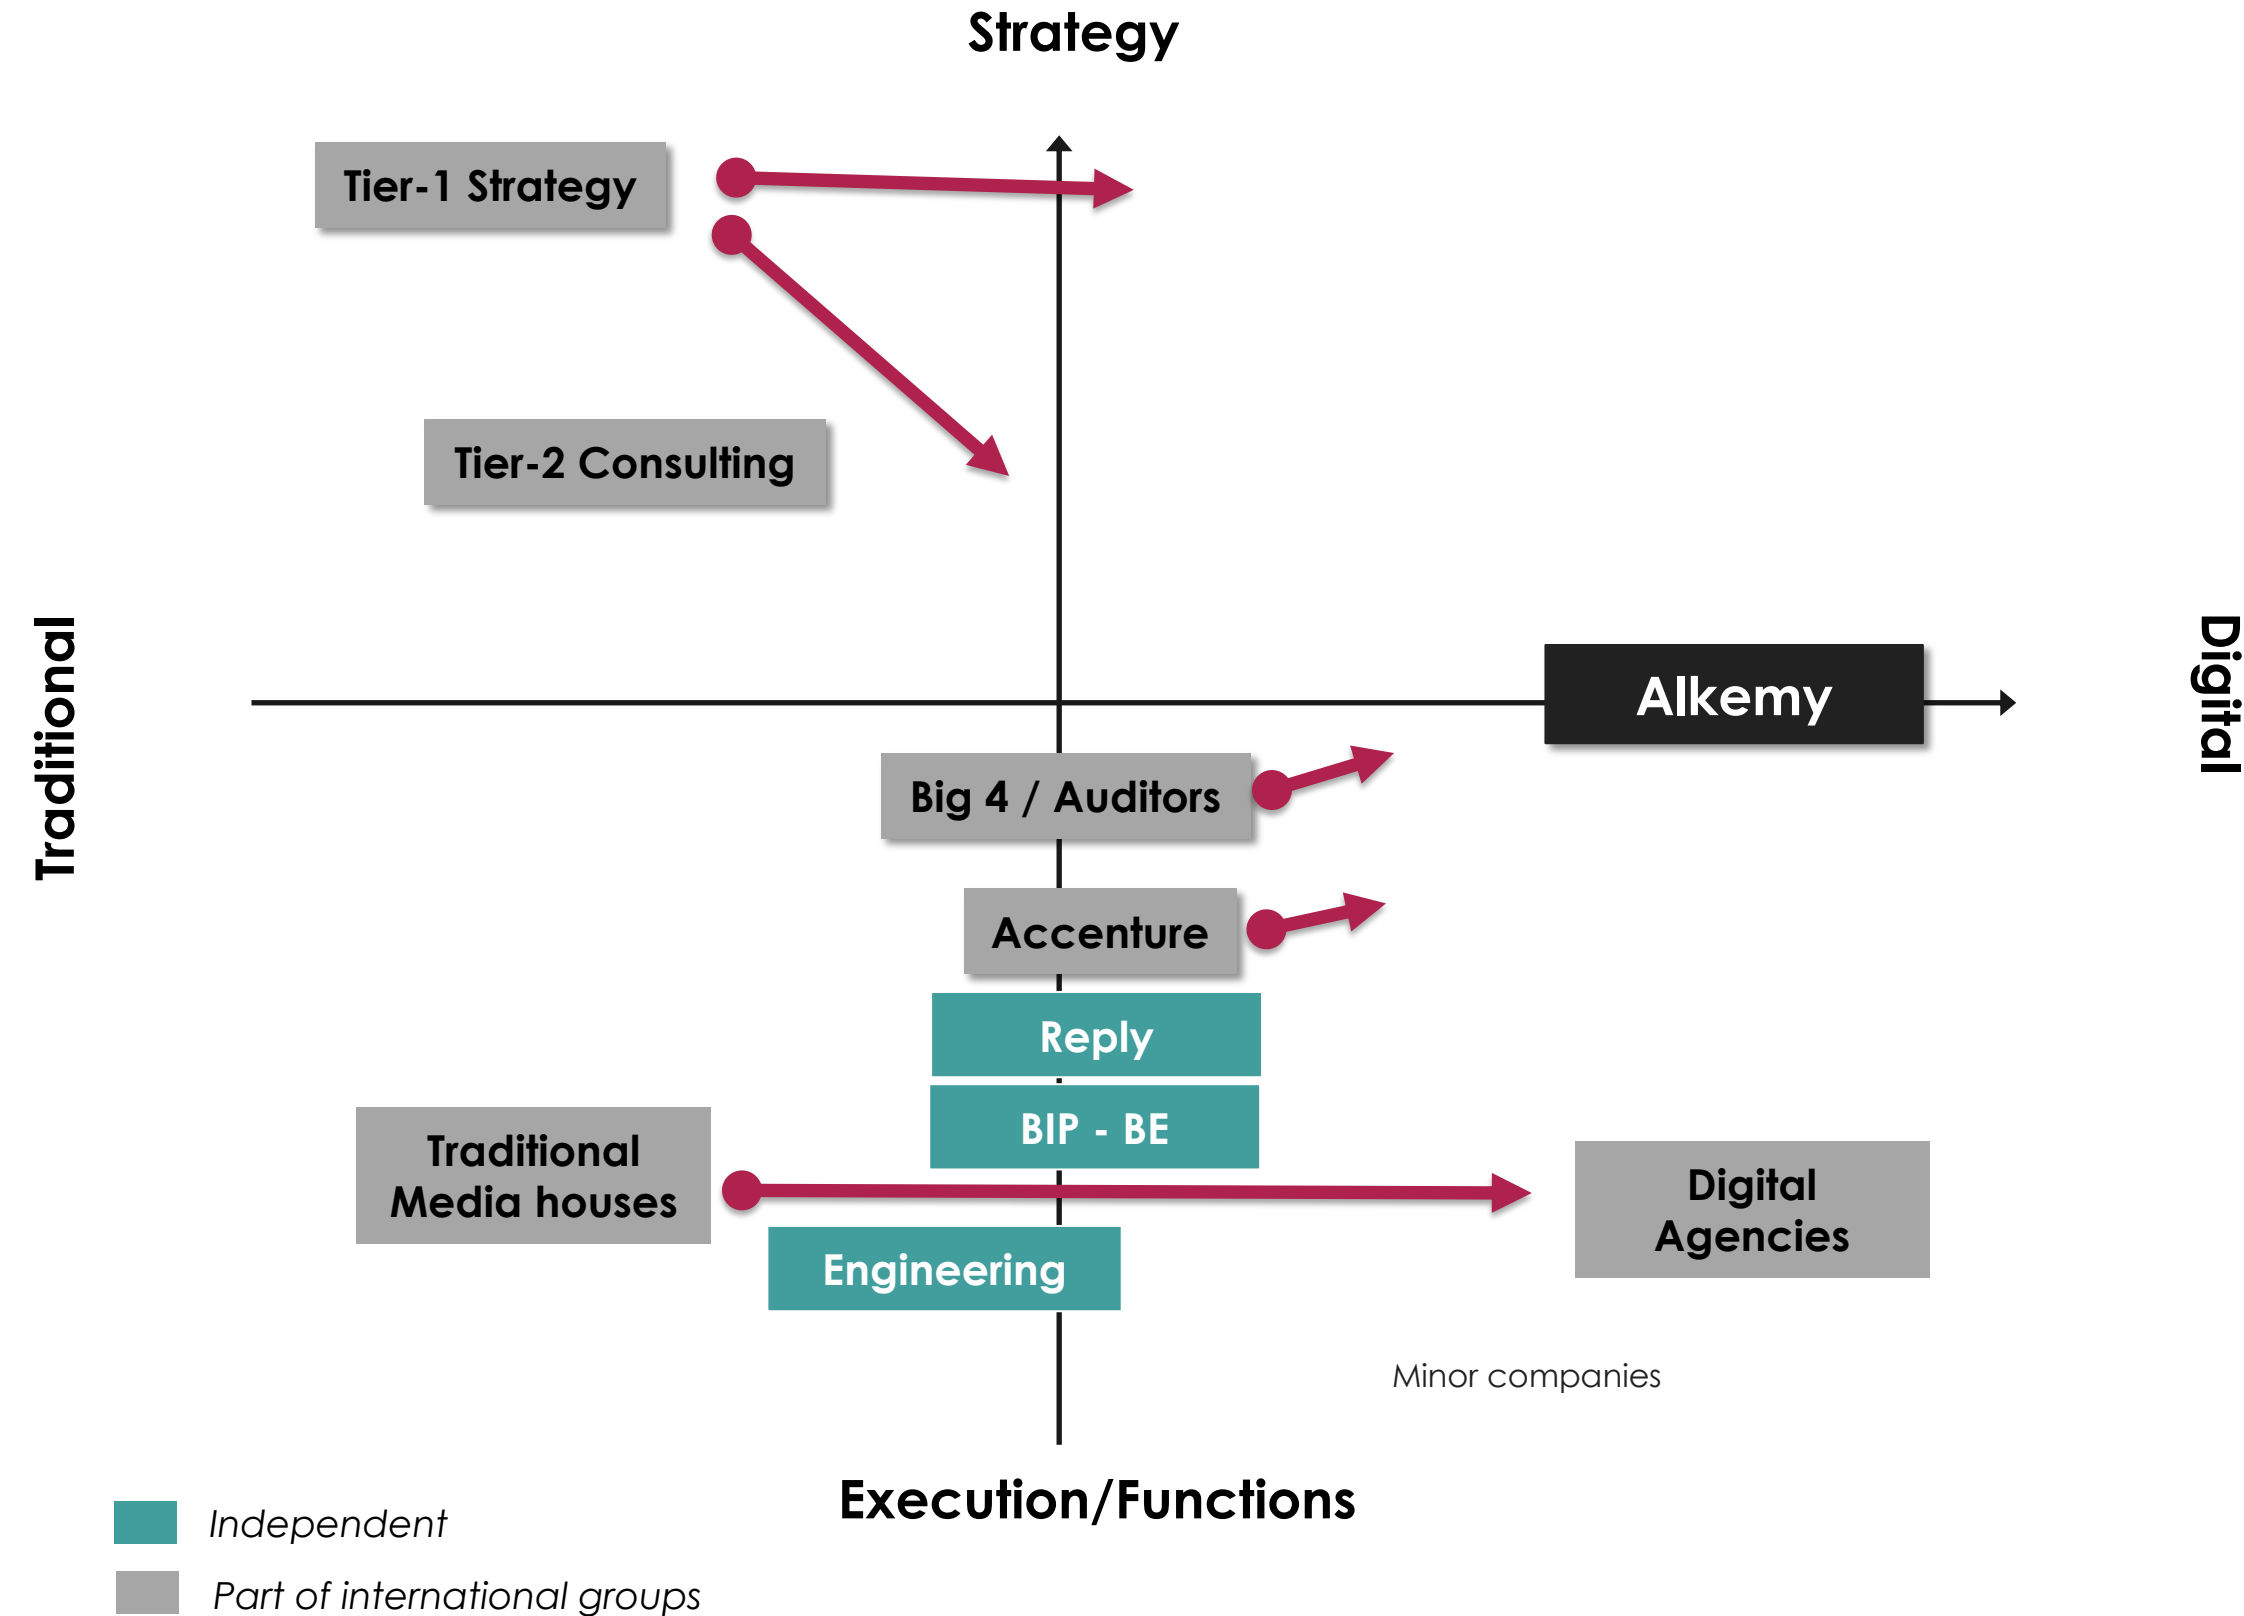 Strategy
Tier-1 Strategy
Tier-2 Consulting
Traditional
Digital
Alkemy
Big 4 / Auditors
Accenture
Reply
BIP - BE
Traditional
Media houses
Digital
Agencies
Engineering
Minor companies
Execution/Functions
Independent
Part of international groups